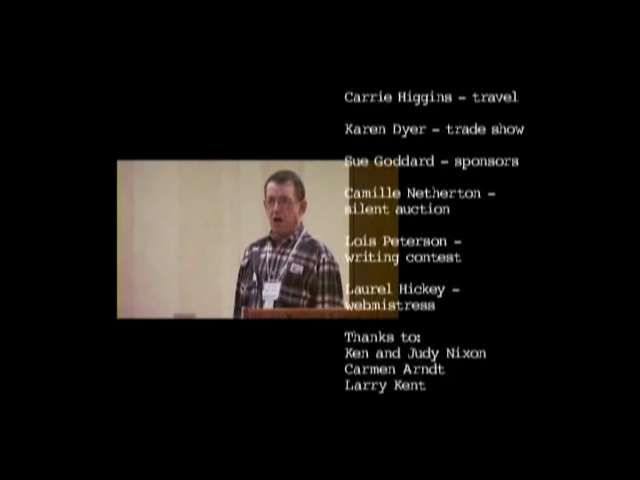 Carrie Higgins - travel
Karen Dyer - trade show
Sue Goddard - sponsors
Camille Netherton -
silent auction
Lois Peterson -
writing contest
Laurel Hickey -
webmistress
Thanks to:
Ken and Judy Nixon
Carmen Arndt
Larry Kent